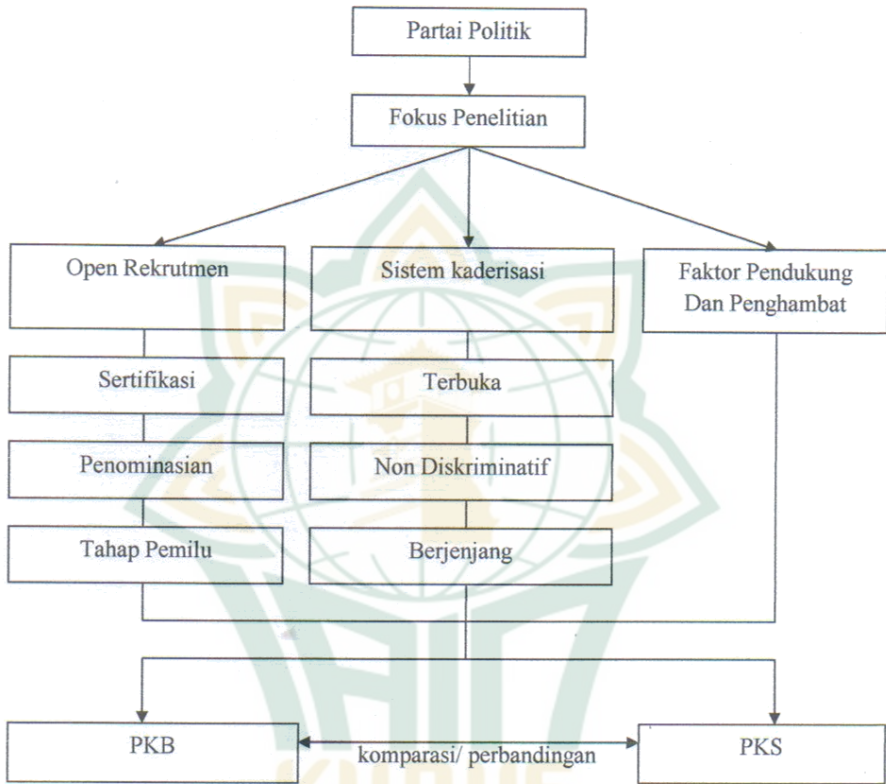 Partai Politik
Fokus Penelitian
Open Rekrutmen
Sistem kaderisasi
Faktor Pendukung
Dan Penghambat
Sertifikasi
Terbuka
Penominasian
Non Diskriminatif
Tahap Pemilu
Berjenjang
PKB
komparasi/ perbandingan
PKS